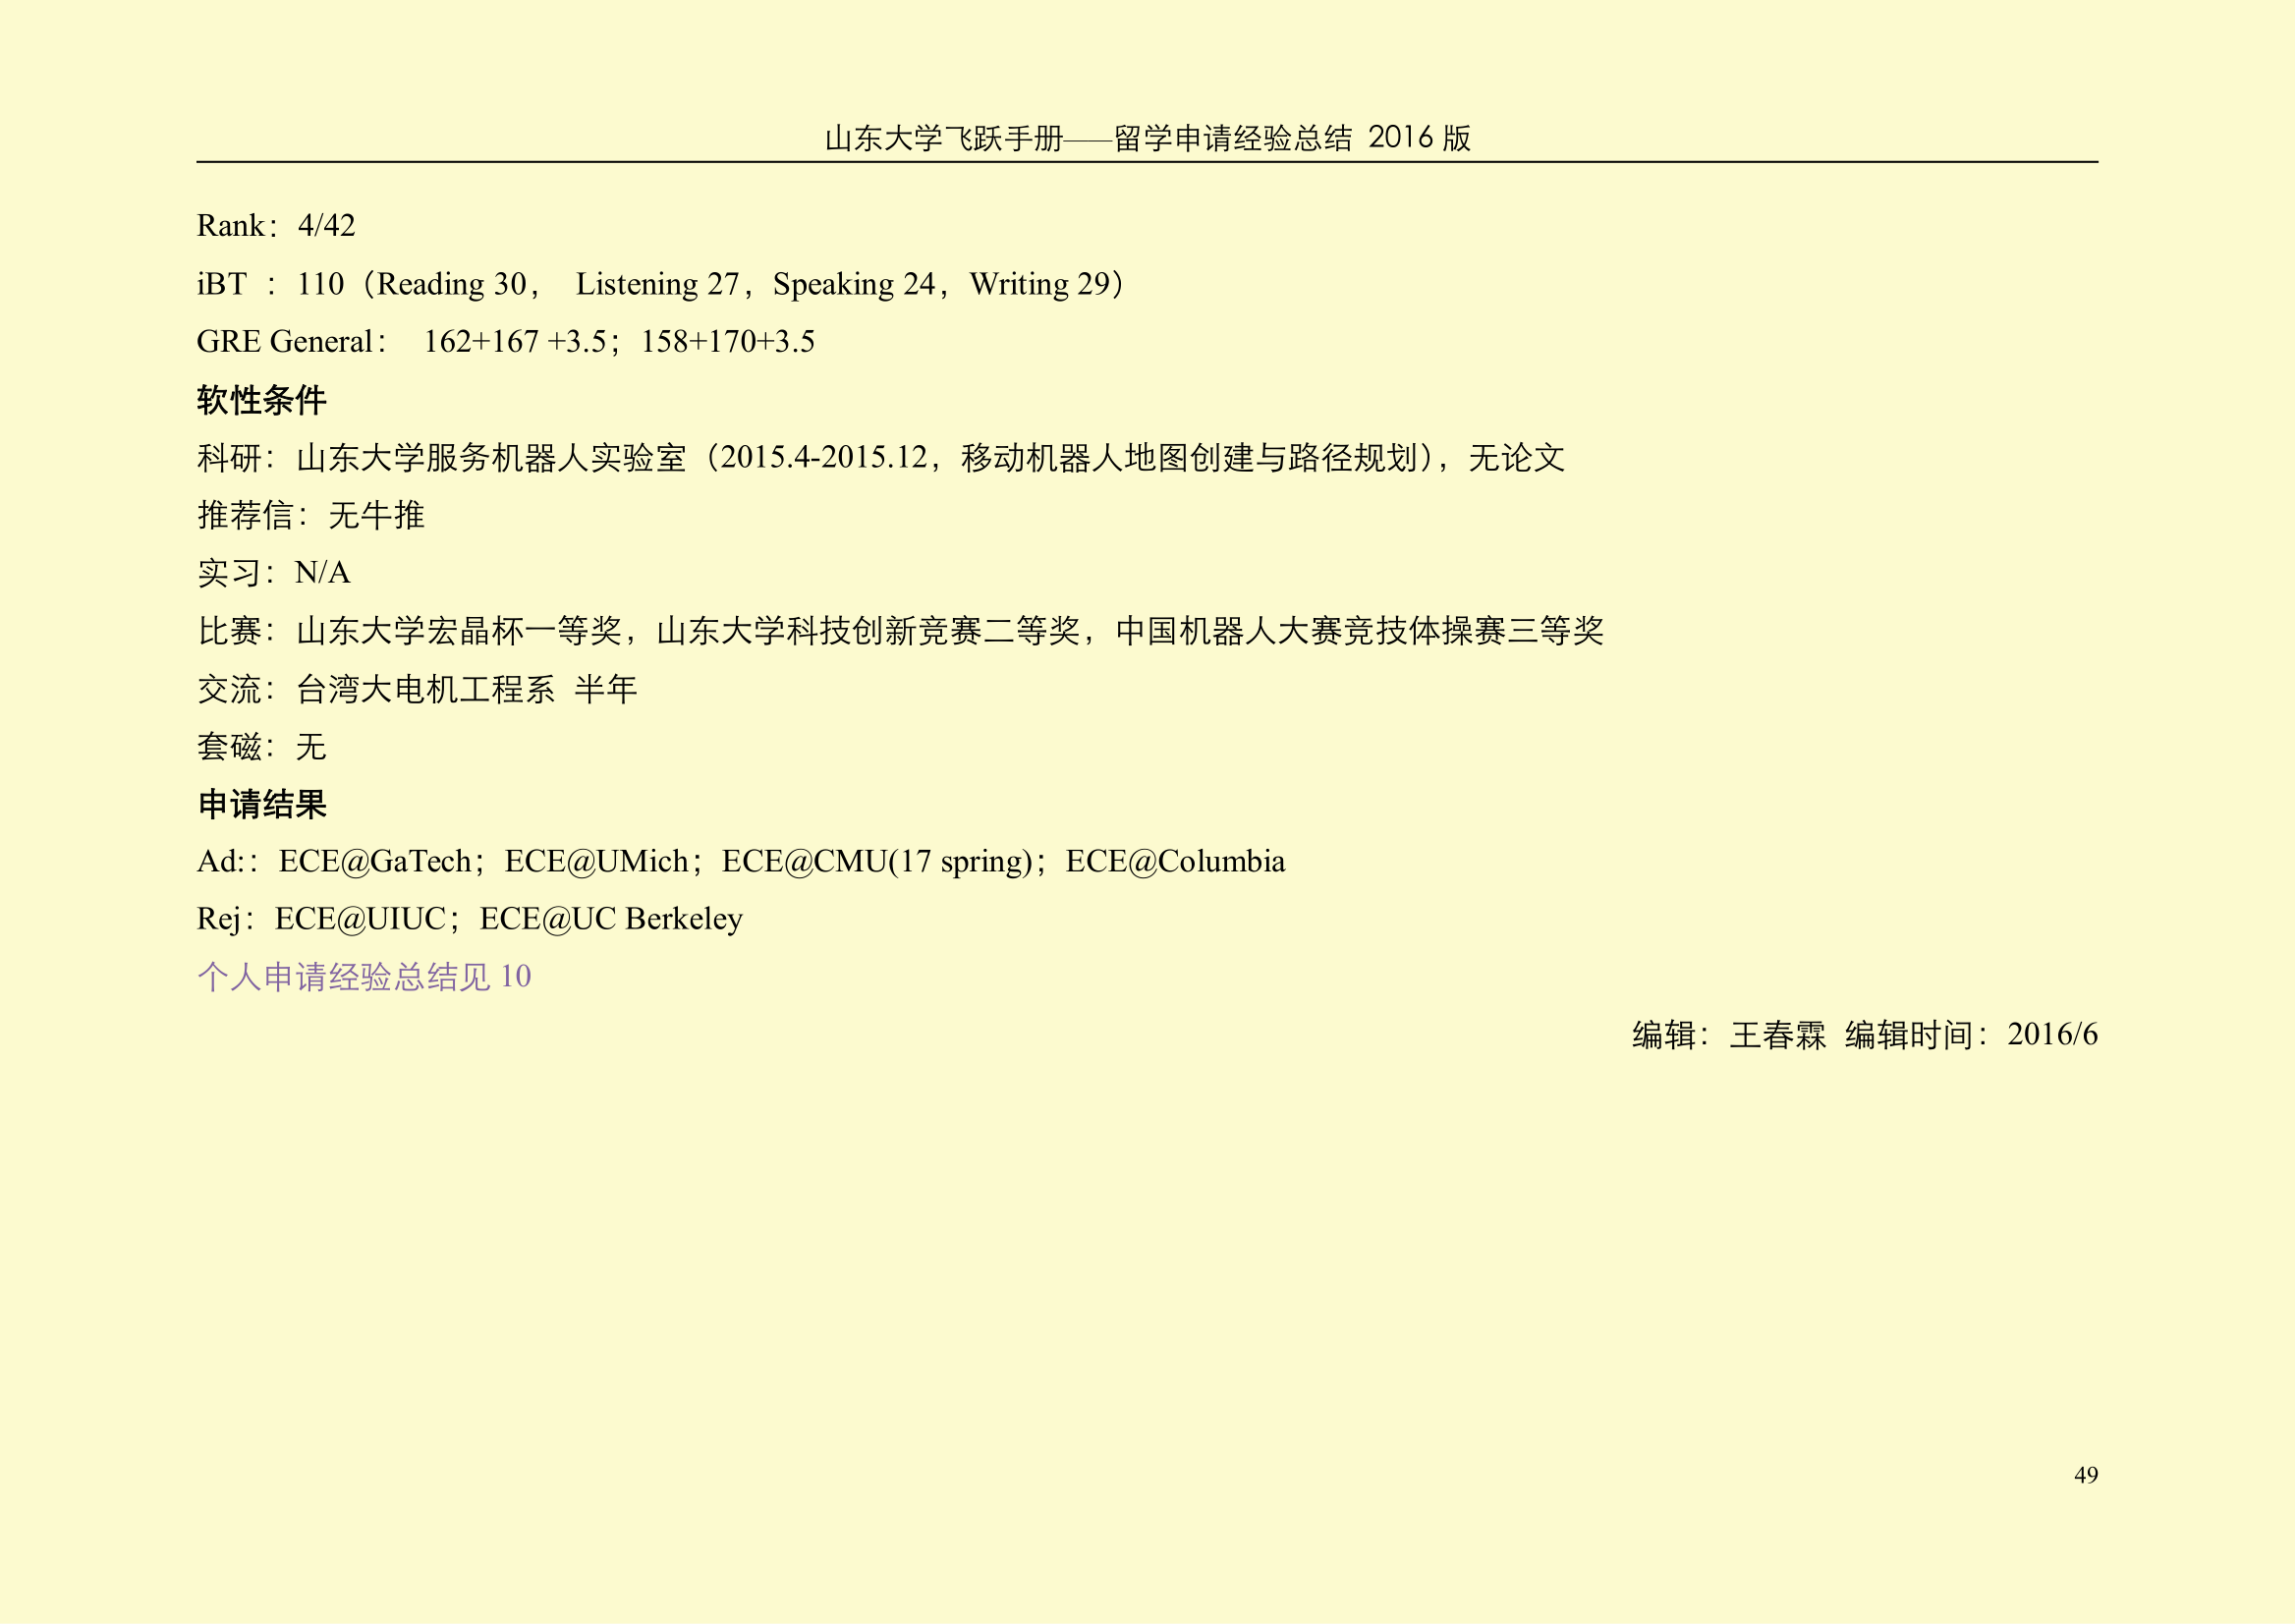 山东大学飞跃手册——留学申请经验总结 2016 版
Rank：4/42
iBT ：110（Reading 30， Listening 27，Speaking 24，Writing 29）
GRE General： 162+167 +3.5；158+170+3.5
软性条件
科研：山东大学服务机器人实验室（2015.4-2015.12，移动机器人地图创建与路径规划），无论文
推荐信：无牛推
实习：N/A
比赛：山东大学宏晶杯一等奖，山东大学科技创新竞赛二等奖，中国机器人大赛竞技体操赛三等奖
交流：台湾大电机工程系 半年
套磁：无
申请结果
Ad:：ECE@GaTech；ECE@UMich；ECE@CMU(17 spring)；ECE@Columbia
Rej：ECE@UIUC；ECE@UC Berkeley
个人申请经验总结见 10
编辑：王春霖 编辑时间：2016/6
49